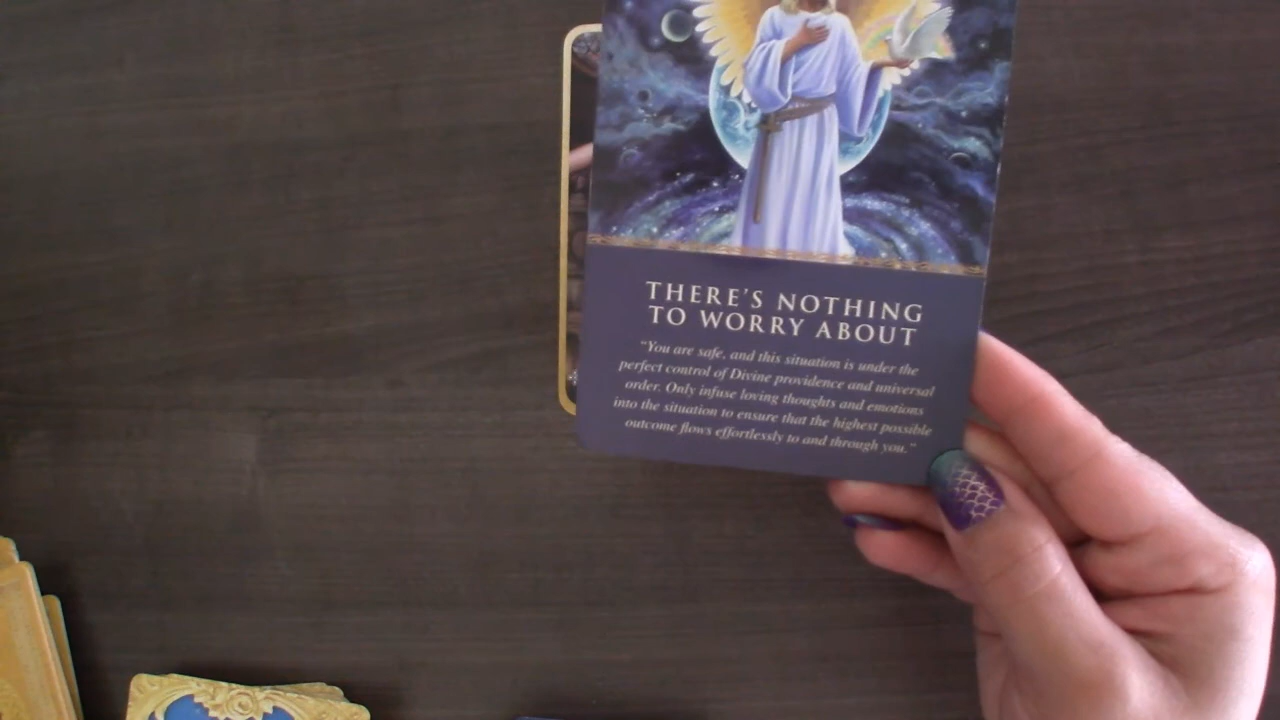 THERE'S NOTHING
TO WORRY ABOUT
"You are safe, and this situation is under the
perfect control of Divine providence and universal
order. Only infuse loving thoughts and emotions
into the situation to ensure that the highest possible
outcome flows effortlessly to and through you."